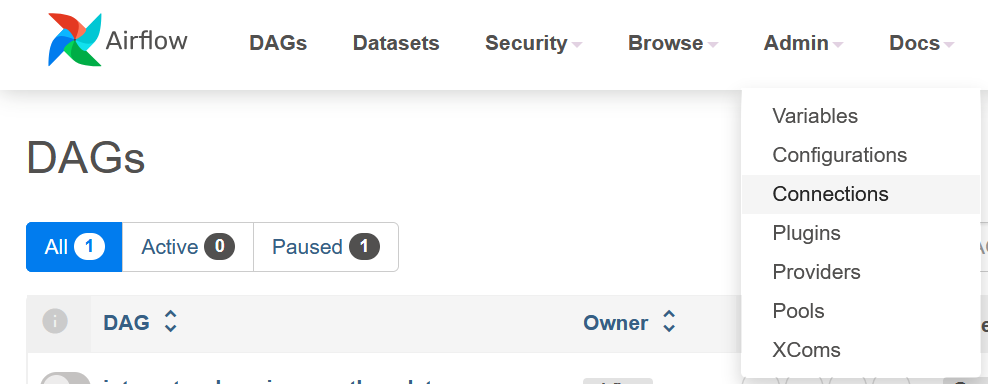 Airflow DAGs Datasets Security Browse Admin Docs
Variables
DAGs
Configurations
Connections
All 1 Active 0 Paused 1
Plugins
Providers
DAG Owner
Pools
XComs